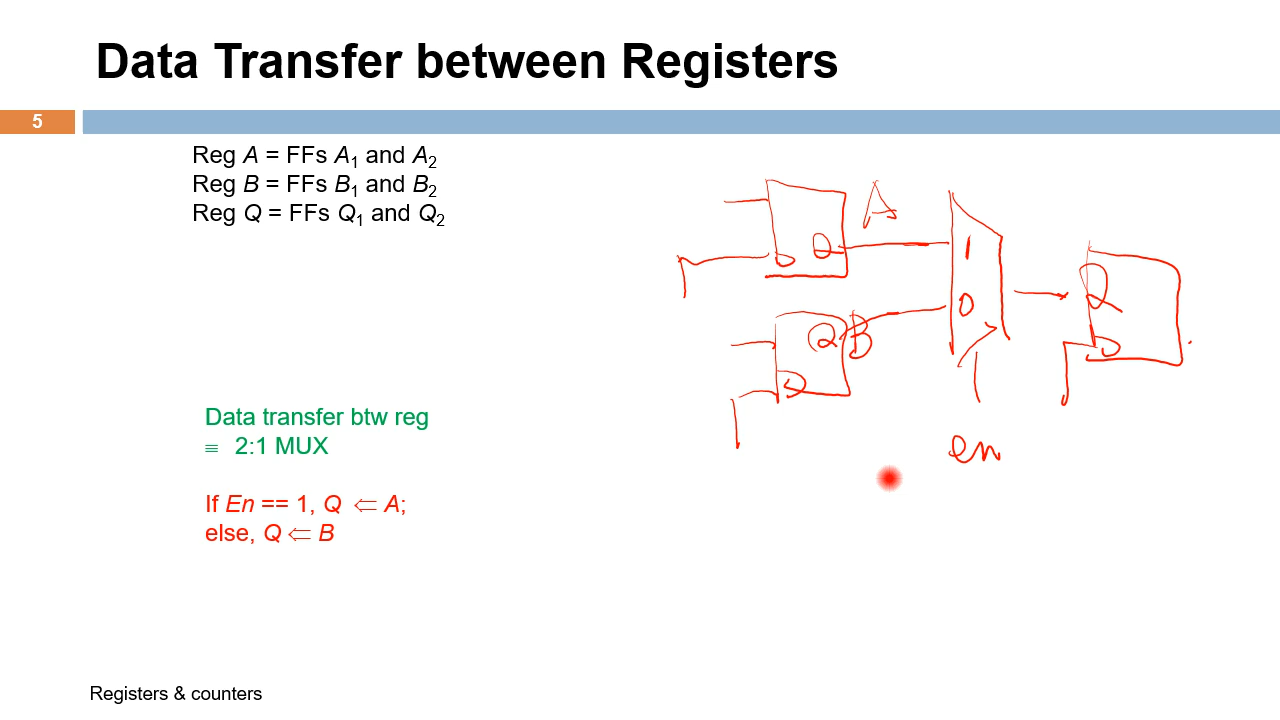 Data Transfer between Registers
5
Reg A = FFs A1 and A2
Reg B = FFs B1 and B2
Reg Q = FFs Q1 and Q2
A
Q
1
0
Q B
Q
en
Data transfer btw reg
≡ 2:1 MUX
If En == 1, Q ⇐ A;
else, Q ⇐ B
Registers & counters